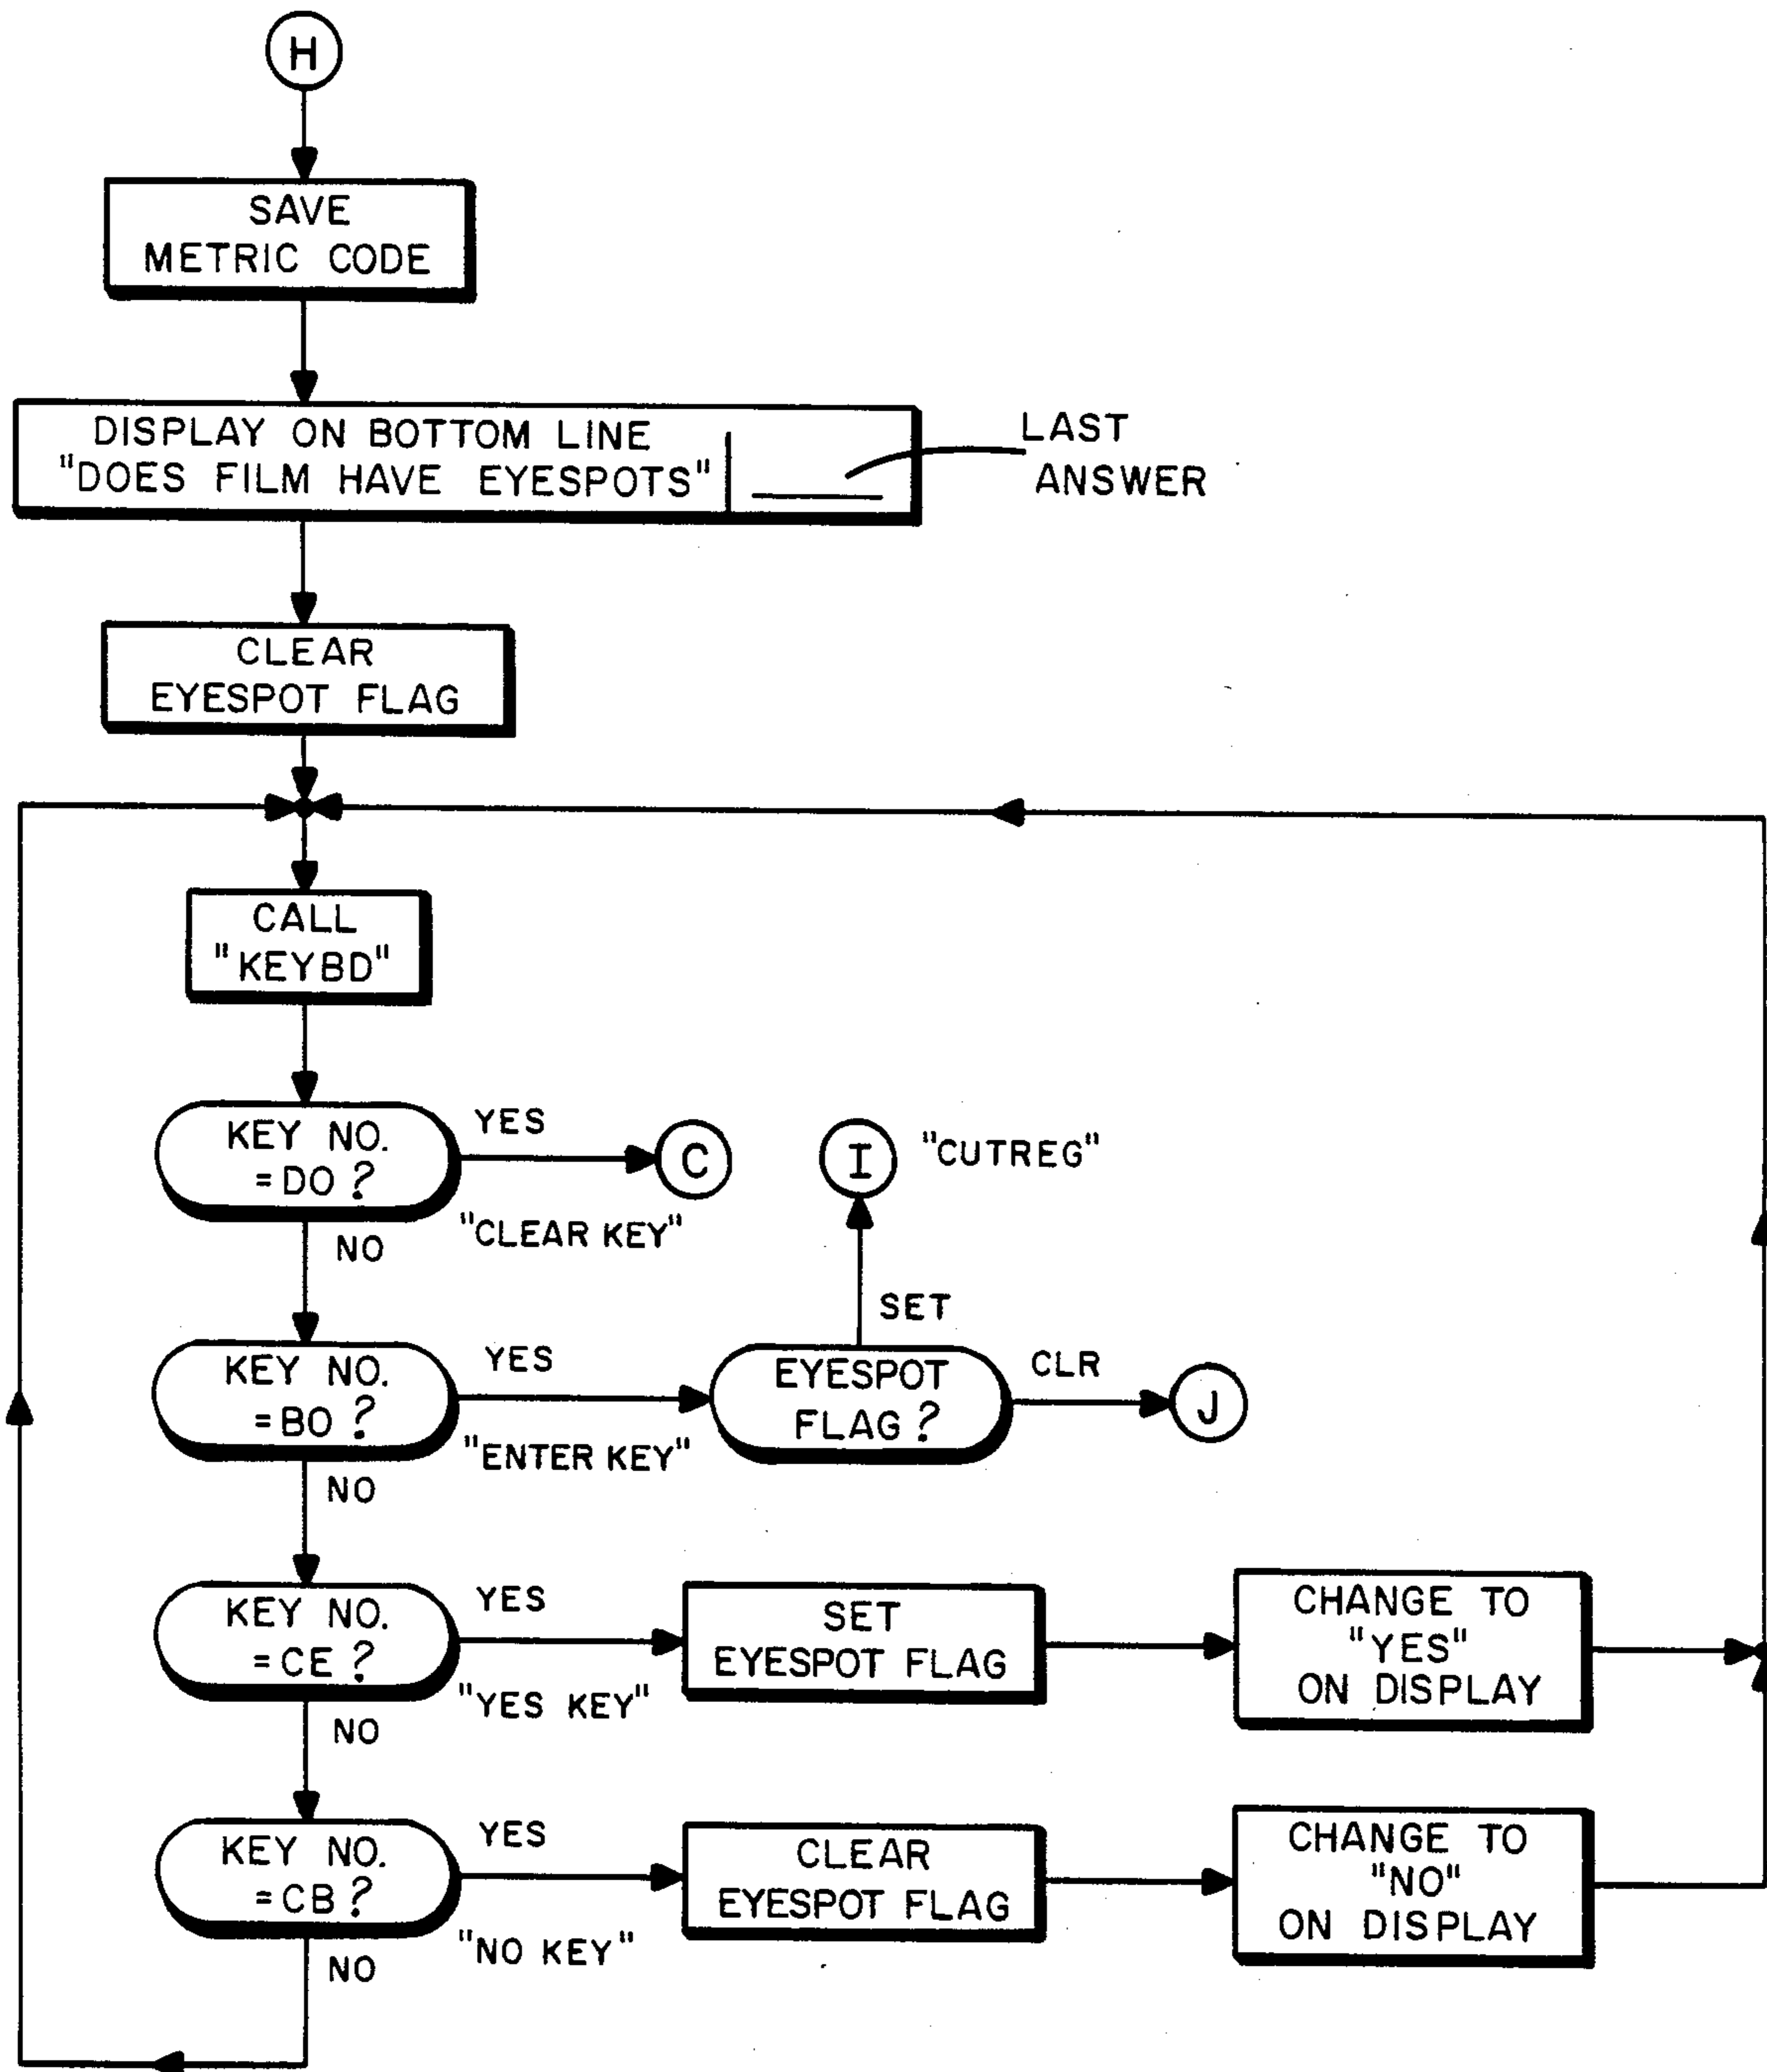 H
SAVE
METRIC CODE
DISPLAY ON BOTTOM LINE
"DOES FILM HAVE EYESPOTS"
LAST
ANSWER
CLEAR
EYESPOT FLAG
CALL
"KEYBD"
KEY NO.
=DO?
YES
"CLEAR KEY"
C
I
"CUTREG"
NO
SET
KEY NO.
=BO?
YES
"ENTER KEY"
EYESPOT
FLAG?
CLR
J
NO
KEY NO.
=CE?
YES
"YES KEY"
SET
EYESPOT FLAG
CHANGE TO
"YES"
ON DISPLAY
NO
KEY NO.
=CB?
YES
"NO KEY"
CLEAR
EYESPOT FLAG
CHANGE TO
"NO"
ON DISPLAY
NO